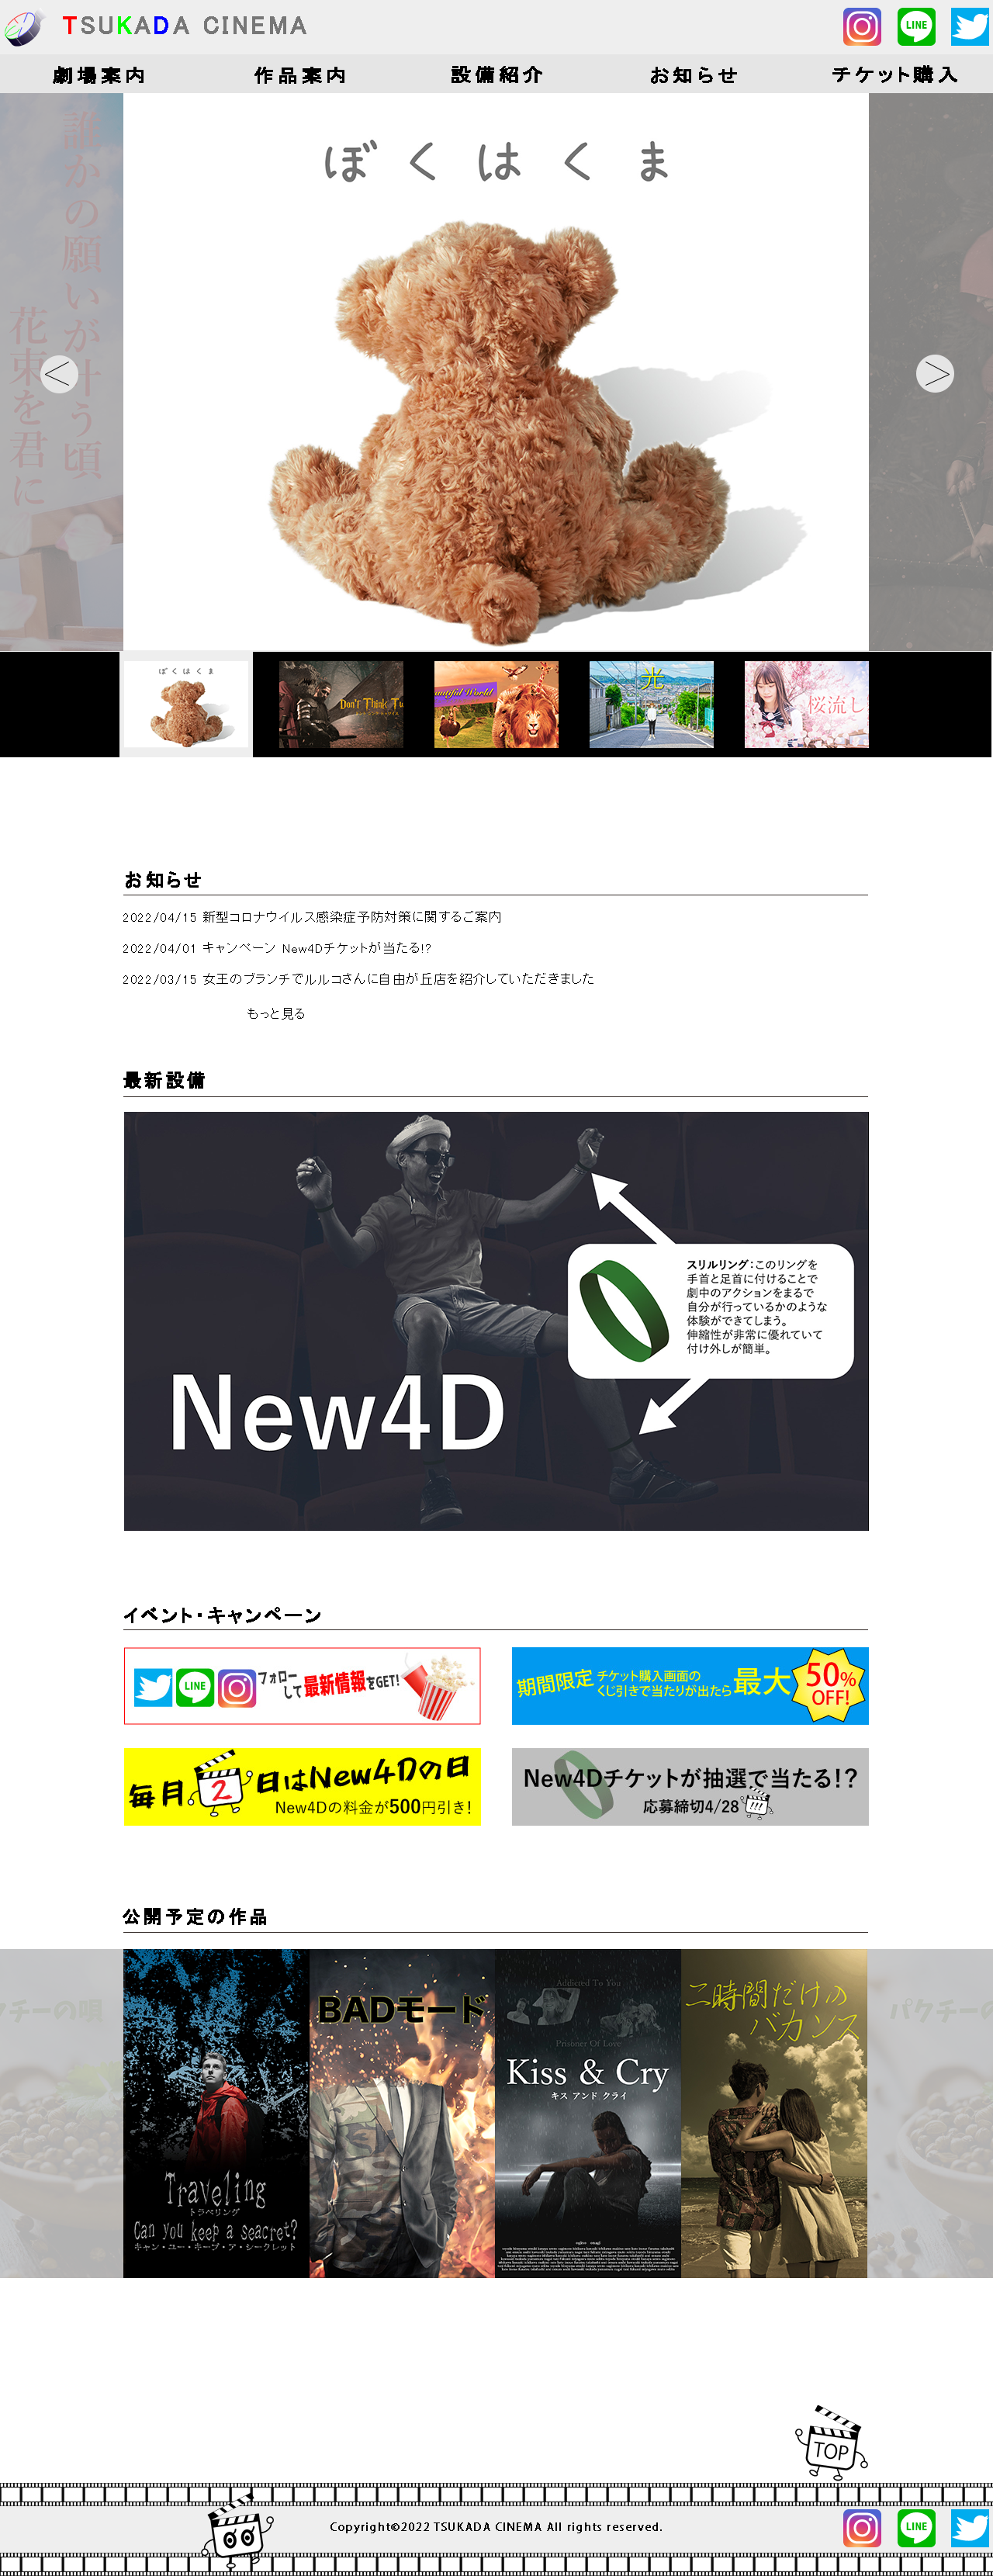 TSUKADA CINEMA
LINE
劇場案内
作品案内
設備紹介
お知らせ
チケット購入
誰かの願いが叶う頃
花束を君に
ぼくはくま
<
>
ぼくはくま
Don't Think Tw
eautiful World
光
桜流し
お知らせ
2022/04/15 新型コロナウイルス感染症予防対策に関するご案内
2022/04/01 キャンペーン New4Dチケットが当たる!?
2022/03/15 女王のブランチでルルコさんに自由が丘店を紹介していただきました
もっと見る
最新設備
スリルリング：このリングを
手首と足首に付けることで
劇中のアクションをまるで
自分が行っているかのような
体験ができてしまう。
伸縮性が非常に優れていて
付け外しが簡単。
New4D
イベント・キャンペーン
LINE
フォロー
して最新情報をGET!
期間限定
チケット購入画面の
くじ引きで当たりが出たら
最大
50%
OFF!
毎月2日はNew4Dの日
New4Dの料金が500円引き!
New4Dチケットが抽選で当たる!?
応募締切4/28
公開予定の作品
クチーの唄
Traveling
トラベリング
Can you keep a seacret?
キャン・ユー・キープ・ア・シークレット
BADモード
Addicted To You
Prisoner Of Love
Kiss & Cry
キス アンド クライ
二時間だけの
バカンス
パクチーの
TOP
Copyright©2022 TSUKADA CINEMA All rights reserved.
LINE